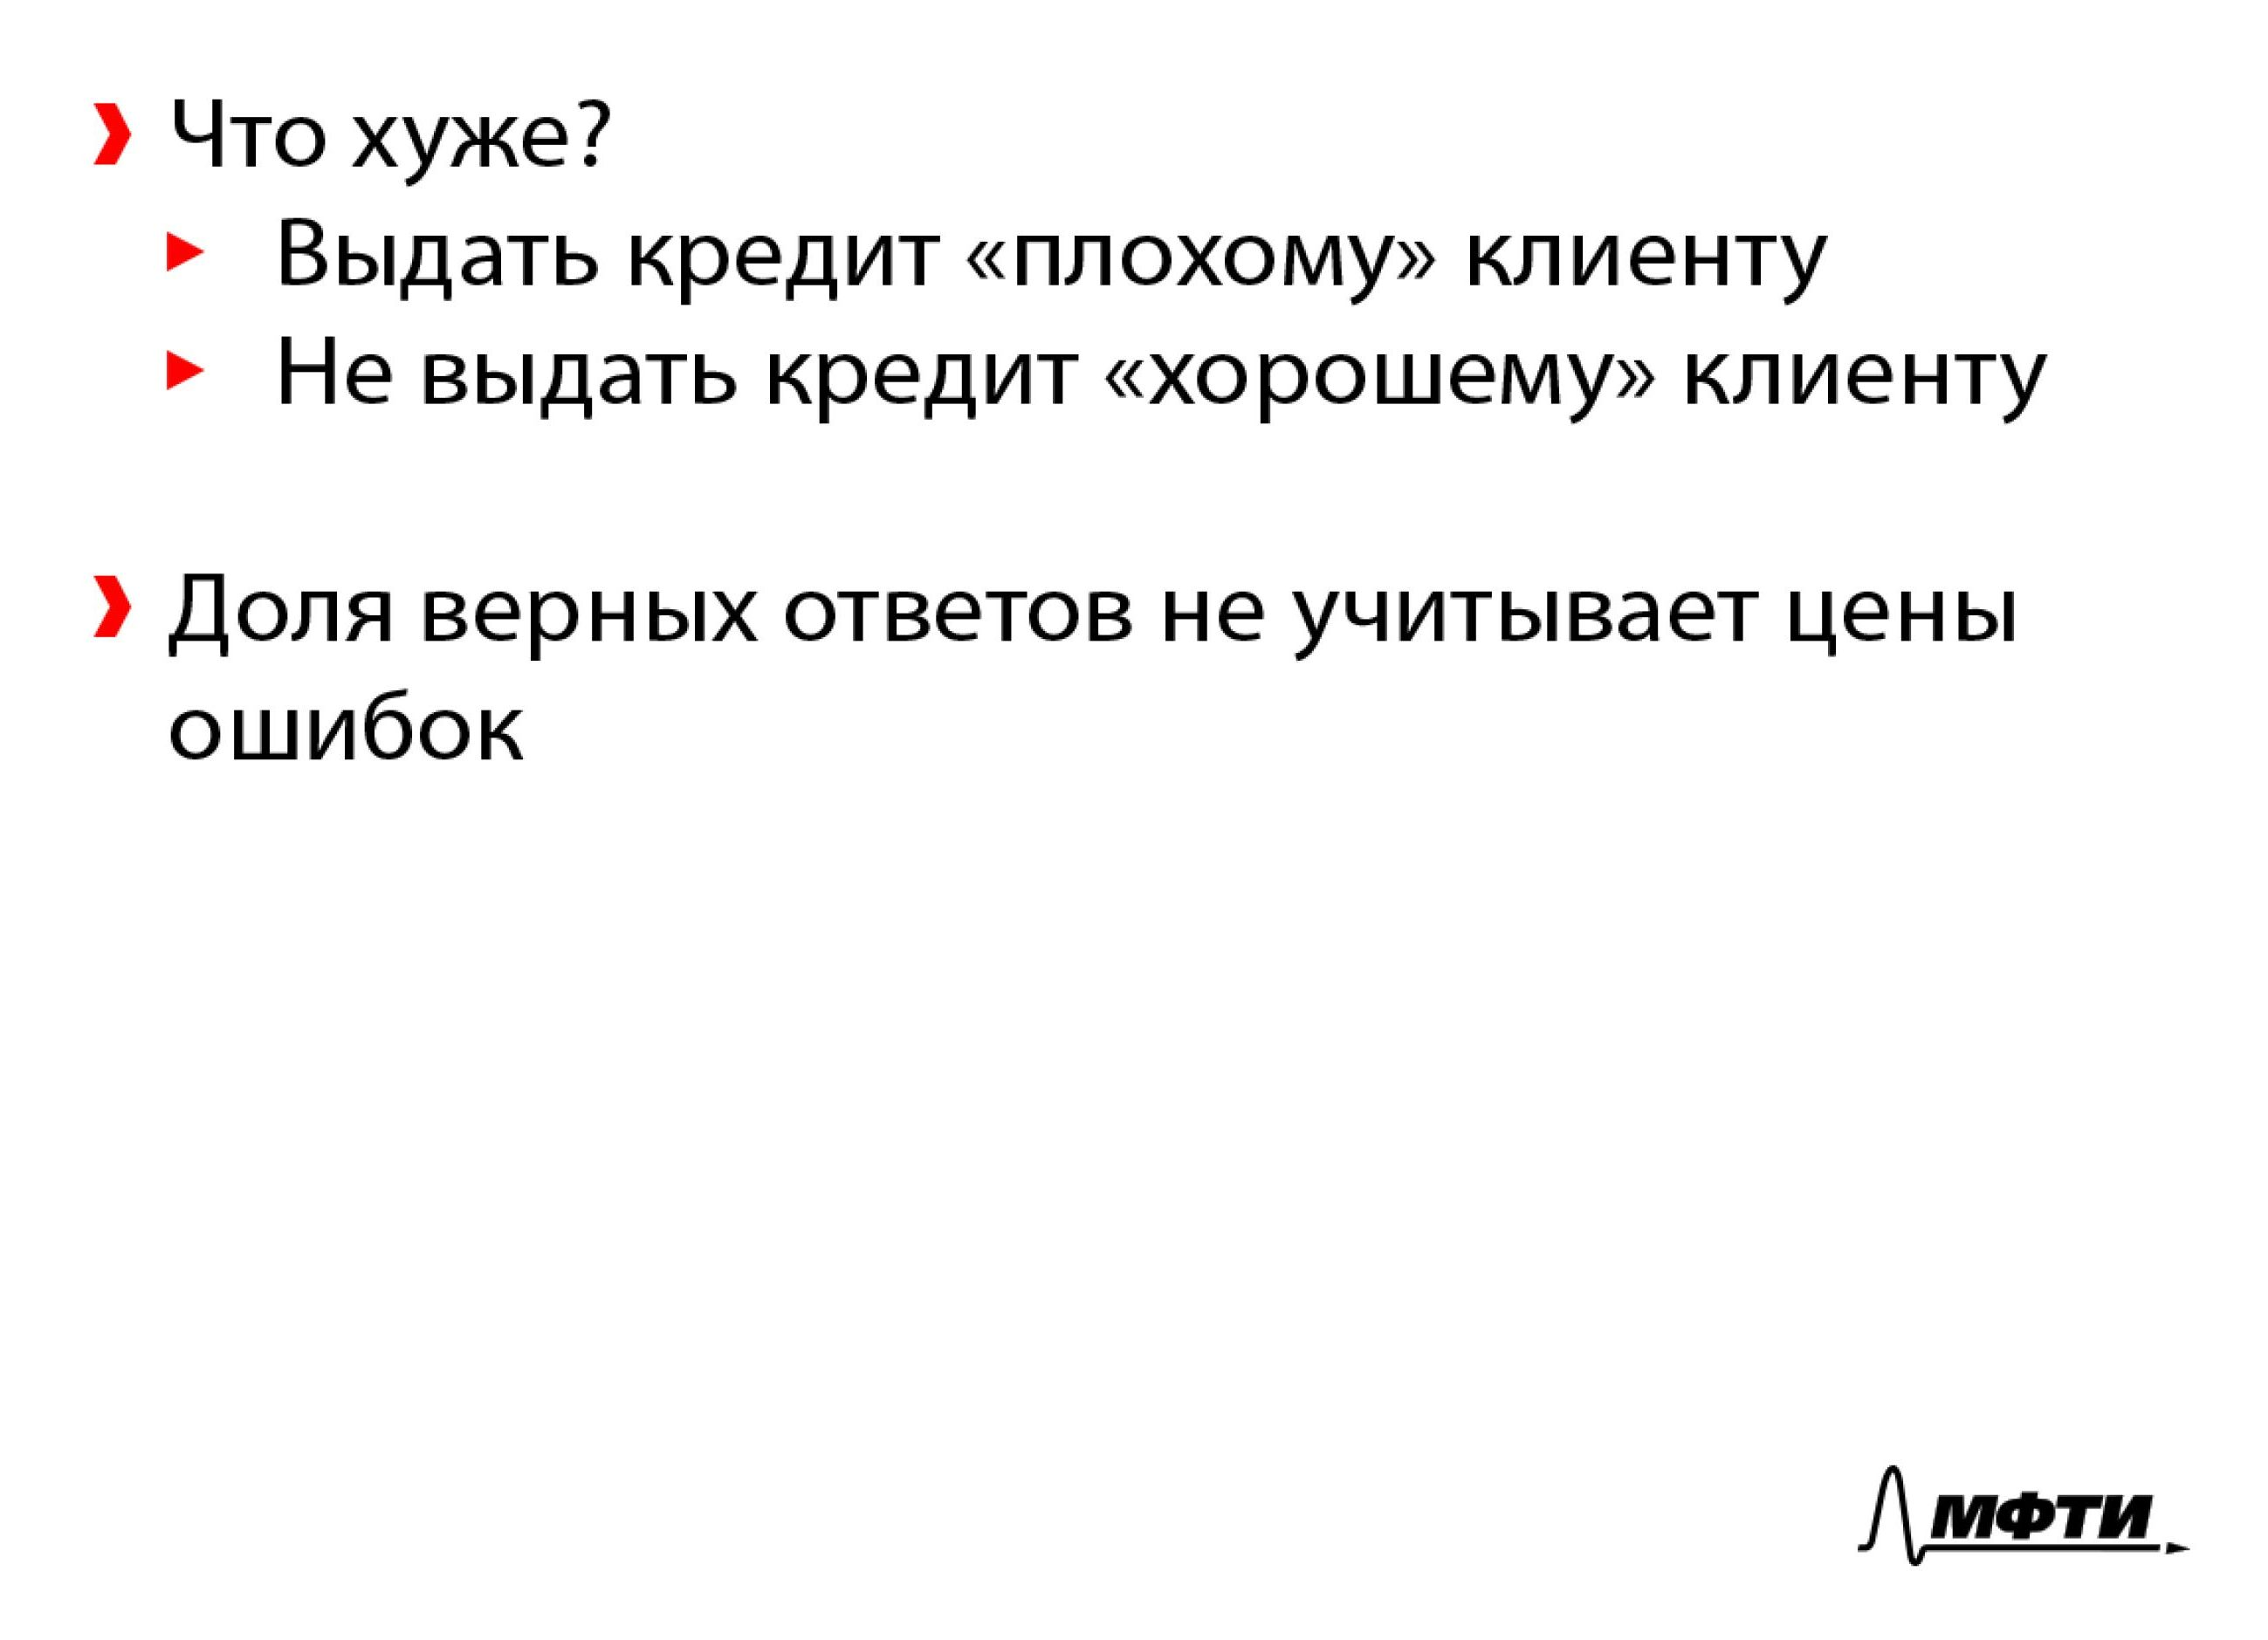 Что хуже?
Выдать кредит «плохому» клиенту
Не выдать кредит «хорошему» клиенту
Доля верных ответов не учитывает цены
ошибок
МФТИ